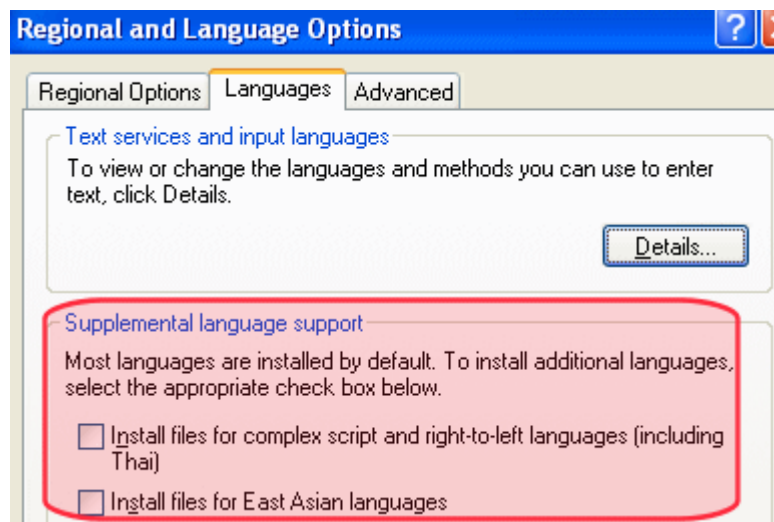 Regional and Language Options
Regional Options Languages Advanced
Text services and input languages
To view or change the languages and methods you can use to enter
text, click Details.
Details...
Supplemental language support
Most languages are installed by default. To install additional languages,
select the appropriate check box below.
Install files for complex script and right-to-left languages (including
Thai)
Install files for East Asian languages